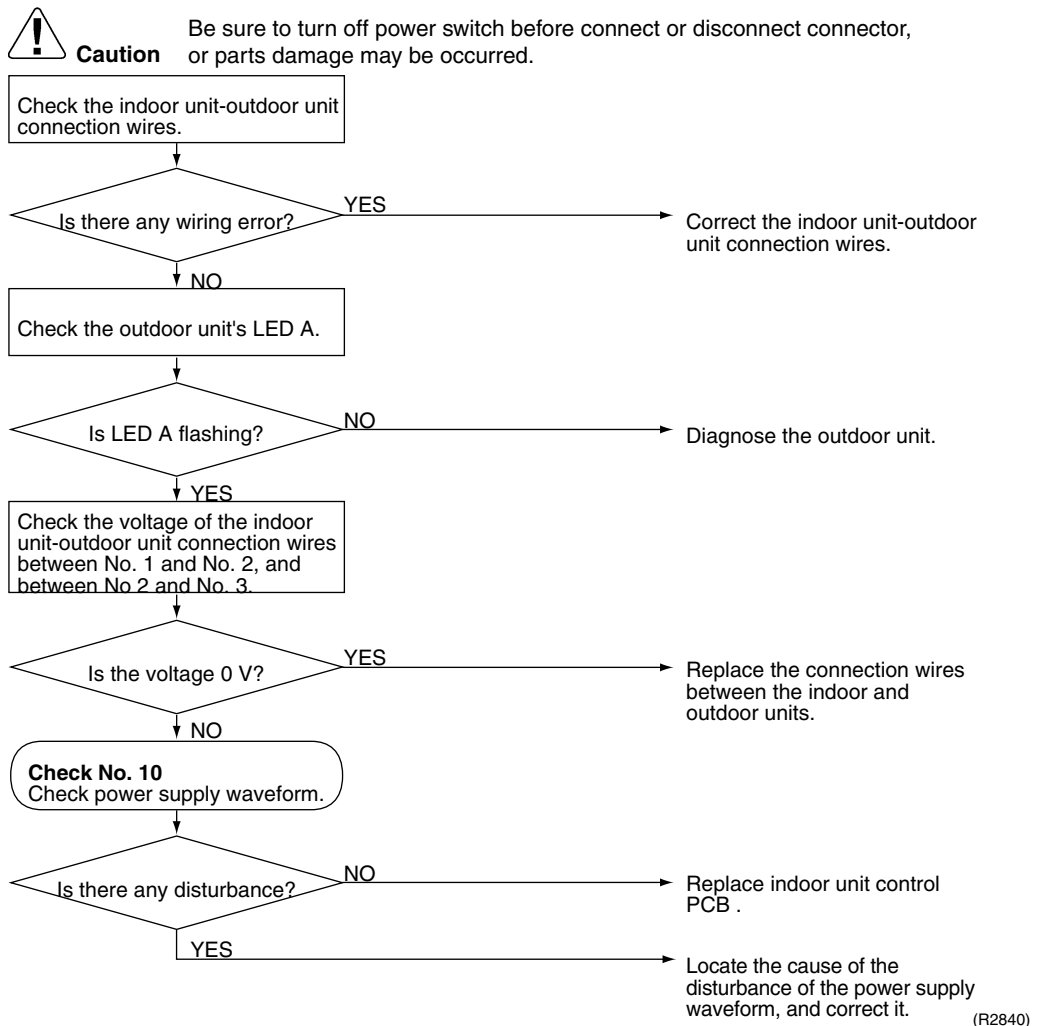 Be sure to turn off power switch before connect or disconnect connector,
Caution or parts damage may be occurred.
Check the indoor unit-outdoor unit
connection wires.
Is there any wiring error?
YES
Correct the indoor unit-outdoor
unit connection wires.
NO
Check the outdoor unit's LED A.
Is LED A flashing?
NO
Diagnose the outdoor unit.
YES
Check the voltage of the indoor
unit-outdoor unit connection wires
between No. 1 and No. 2, and
between No 2 and No. 3.
Is the voltage 0 V?
YES
Replace the connection wires
between the indoor and
outdoor units.
NO
Check No. 10
Check power supply waveform.
Is there any disturbance?
NO
Replace indoor unit control
PCB .
YES
Locate the cause of the
disturbance of the power supply
waveform, and correct it.
(R2840)